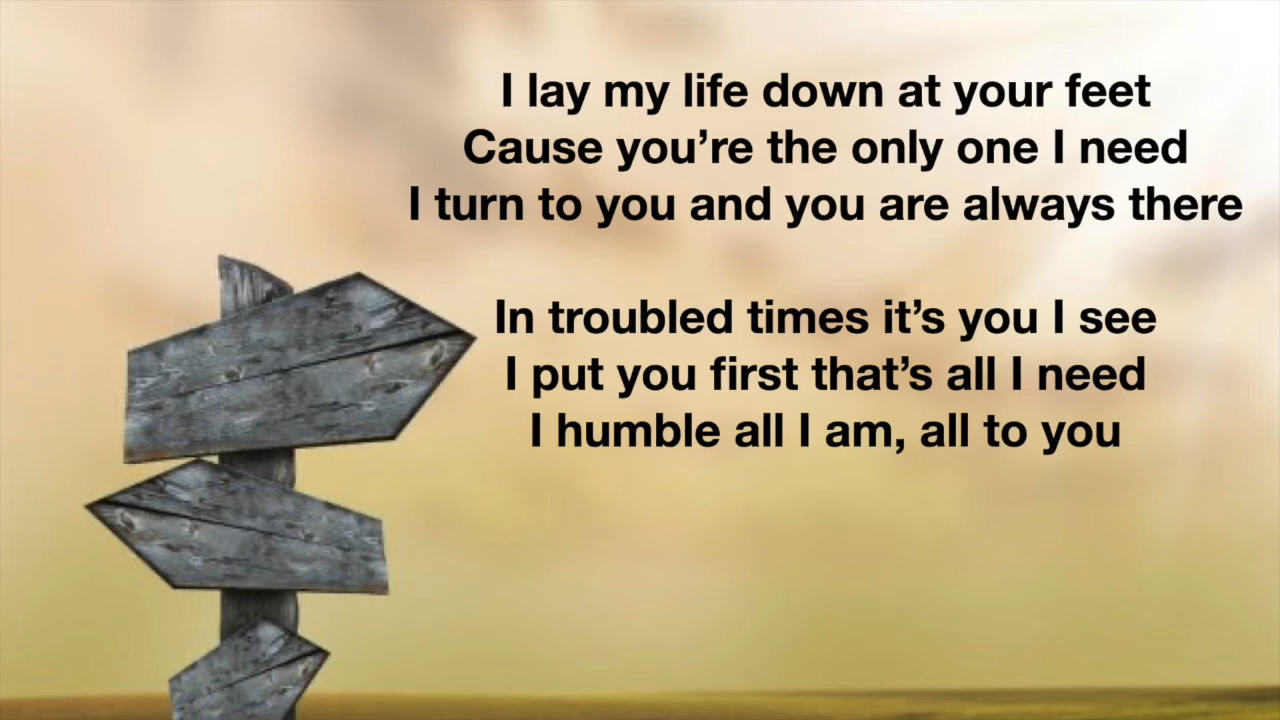 I lay my life down at your feet
Cause you’re the only one I need
I turn to you and you are always there
In troubled times it’s you I see
I put you first that’s all I need
I humble all I am, all to you